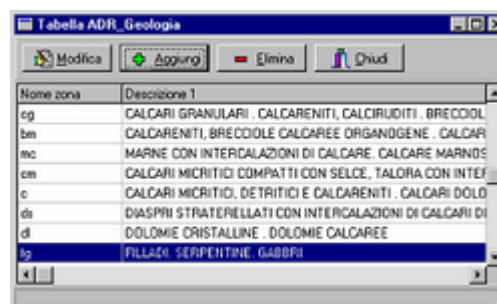 Tabella ADR_Geologia
Modifica Aggiungi Elimina Chiudi
Nome zona Descrizione 1
cg CALCARI GRANULARI . CALCARENITI, CALCIRUDITI . BRECCIOL
bm CALCARENITI, BRECCIOLE CALCAREE ORGANOGENE . CALCAR
mc MARNE CON INTERCALAZIONI DI CALCARE. CALCARE MARNOS
cm CALCARI MICRITICI COMPATTI CON SELCE, TALORA CON INTER
c CALCARI MICRITICI, DETRITICI E CALCARENITI . CALCARI DOLO
ds DIASPRI STRATERELLATI CON INTERCALAZIONI DI CALCARI DI
dl DOLOMIE CRISTALLINE . DOLOMIE CALCAREE
fg FILLADI. SERPENTINE. GABBRI